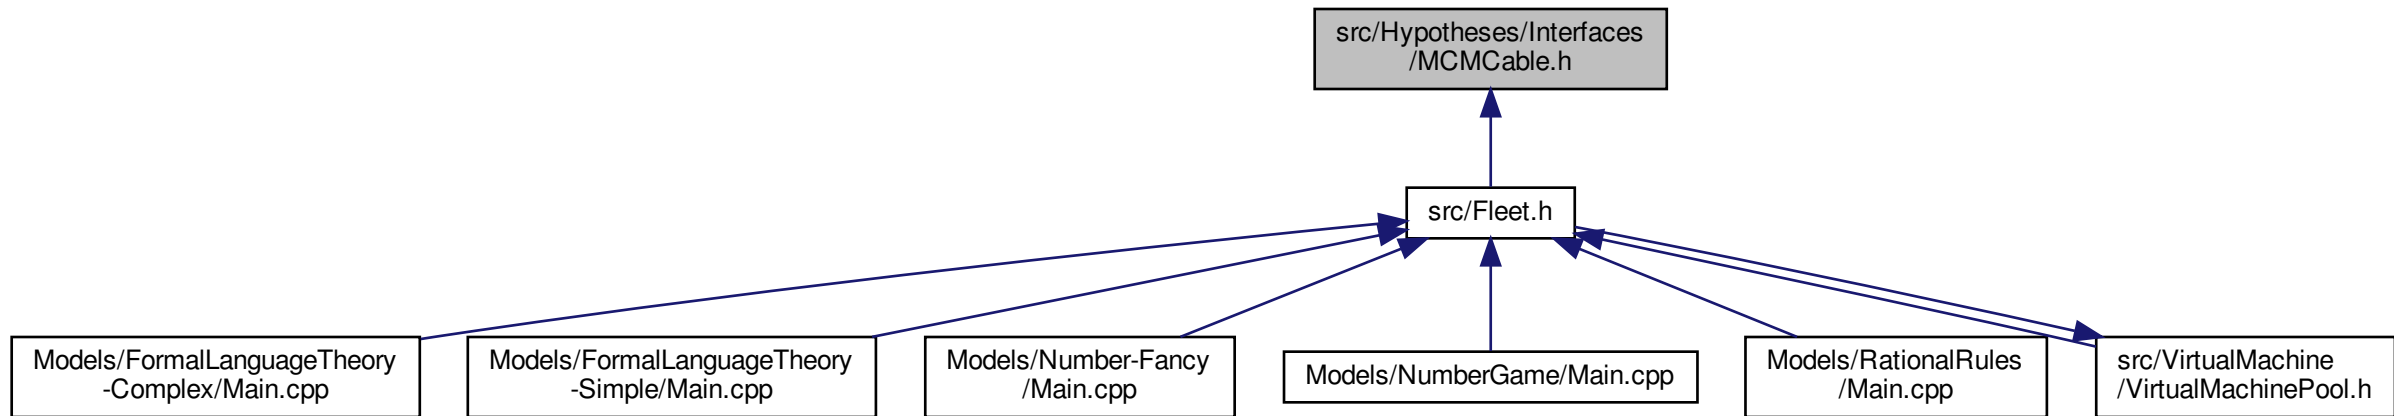 src/Hypotheses/Interfaces
/MCMCable.h
src/Fleet.h
Models/FormalLanguageTheory
-Complex/Main.cpp
Models/FormalLanguageTheory
-Simple/Main.cpp
Models/Number-Fancy
/Main.cpp
Models/NumberGame/Main.cpp
Models/RationalRules
/Main.cpp
src/VirtualMachine
/VirtualMachinePool.h